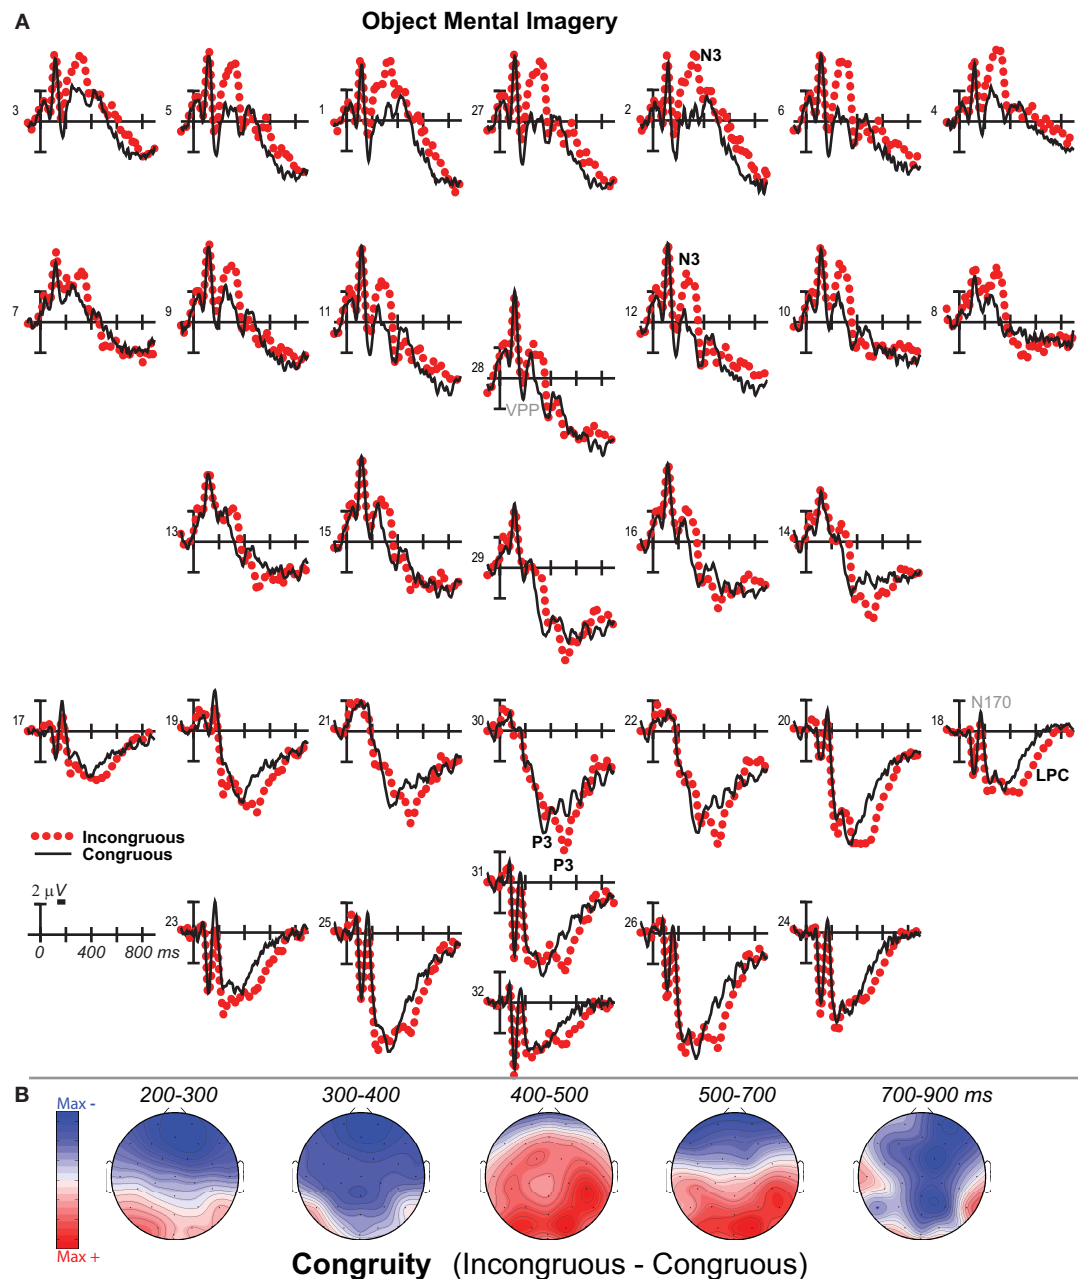 A
Object Mental Imagery
3
5
1
27
2
N3
6
4
7
9
11
28
VPP
12
N3
10
8
13
15
29
16
14
17
19
21
30
22
20
18
N170
LPC
P3
P3
Incongruous
Congruous
2 μV
0 400 800 ms
23
25
31
32
26
24
B
200-300 300-400 400-500 500-700 700-900 ms
Max -
Max +
Congruity (Incongruous - Congruous)